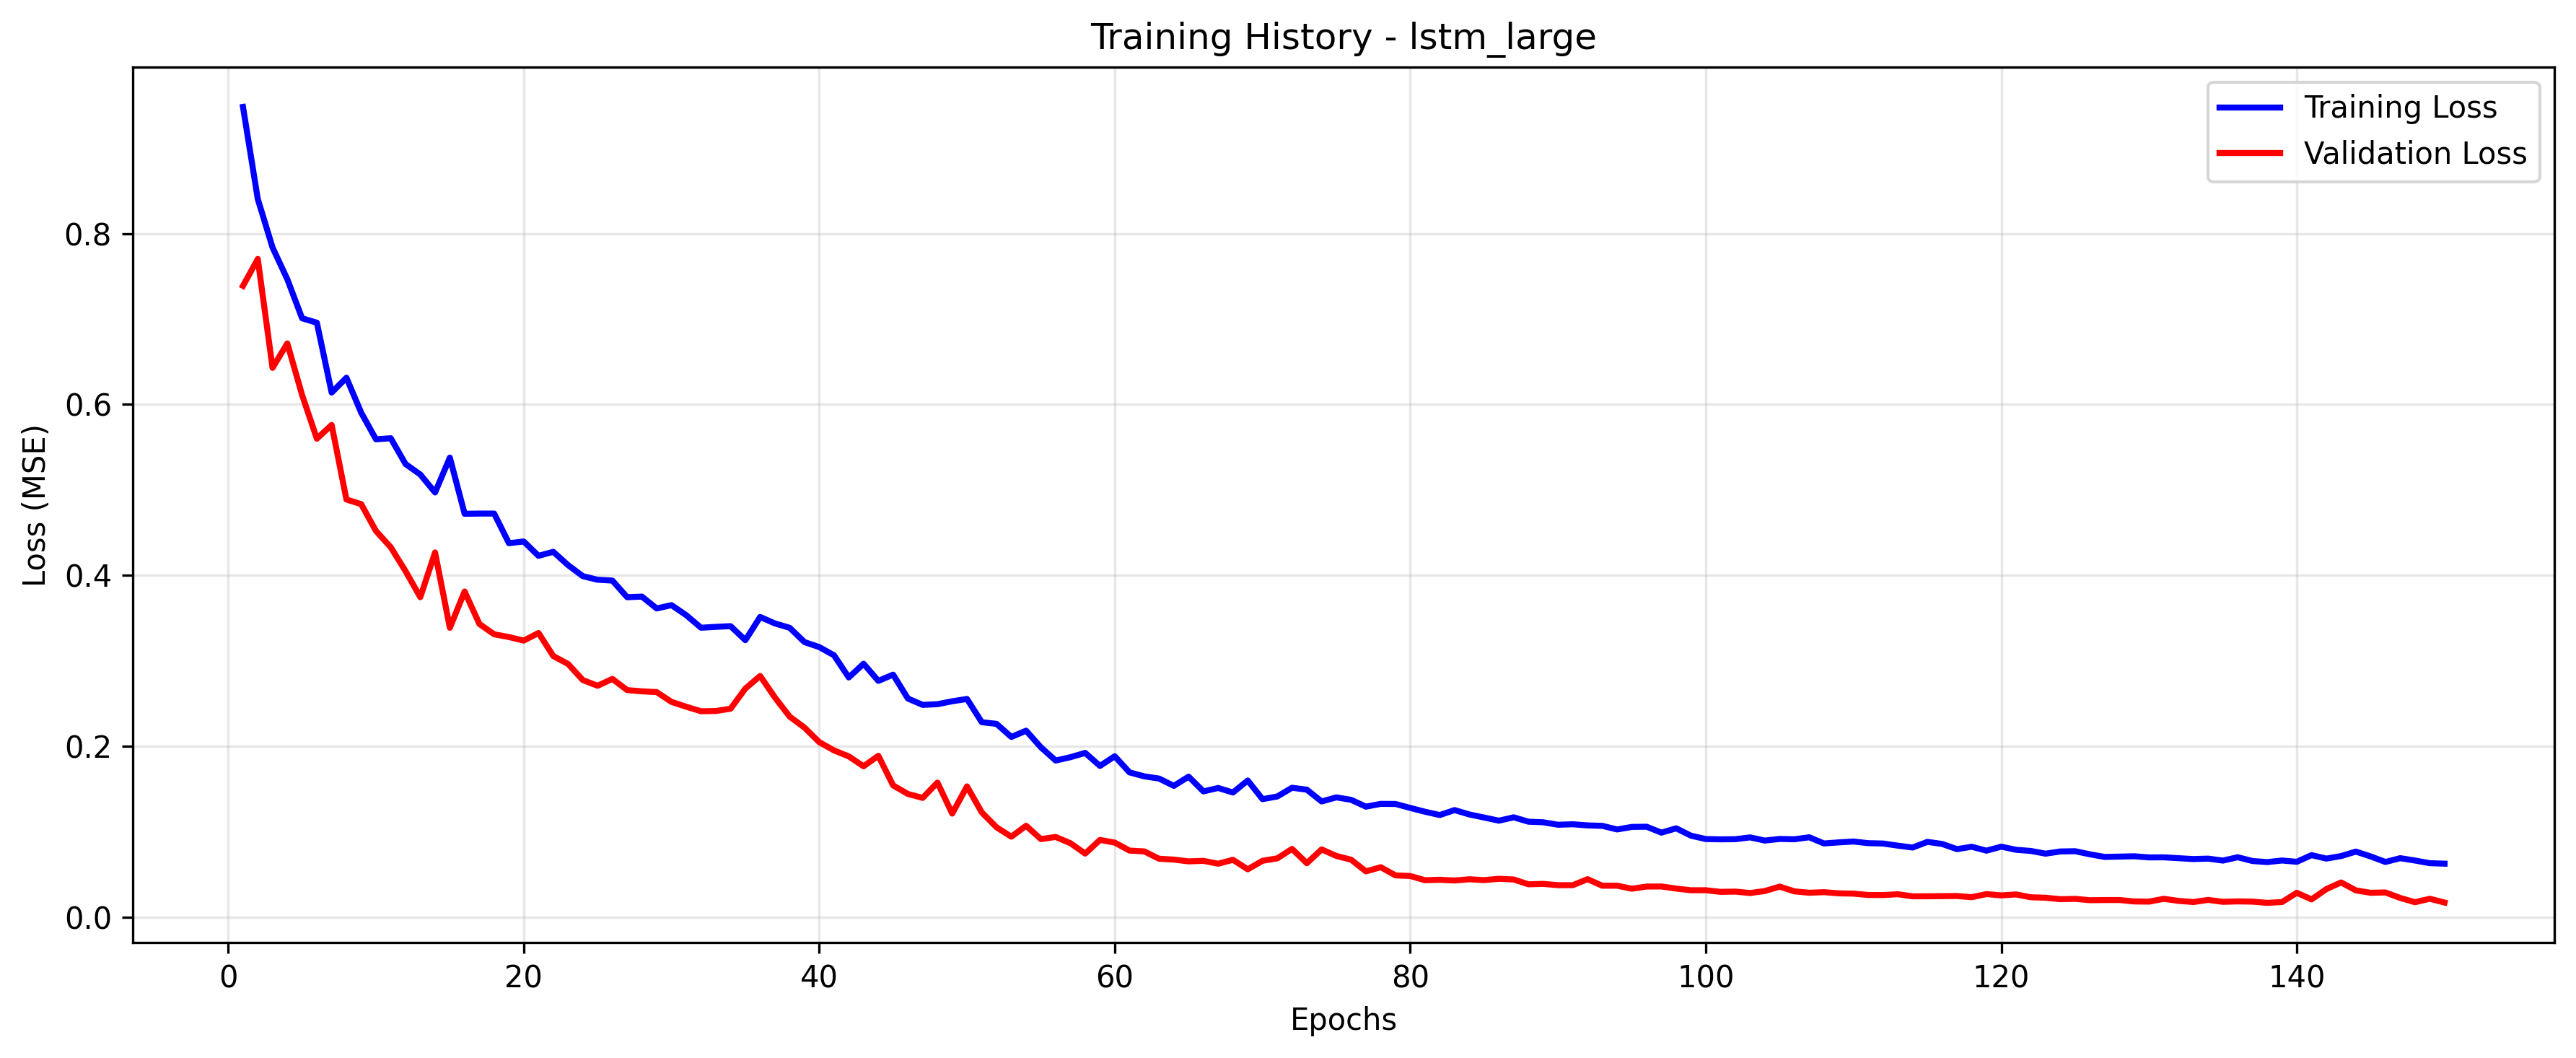 Training History - lstm_large
Training Loss
Validation Loss
Loss (MSE)
0.8
0.6
0.4
0.2
0.0
0 20 40 60 80 100 120 140
Epochs